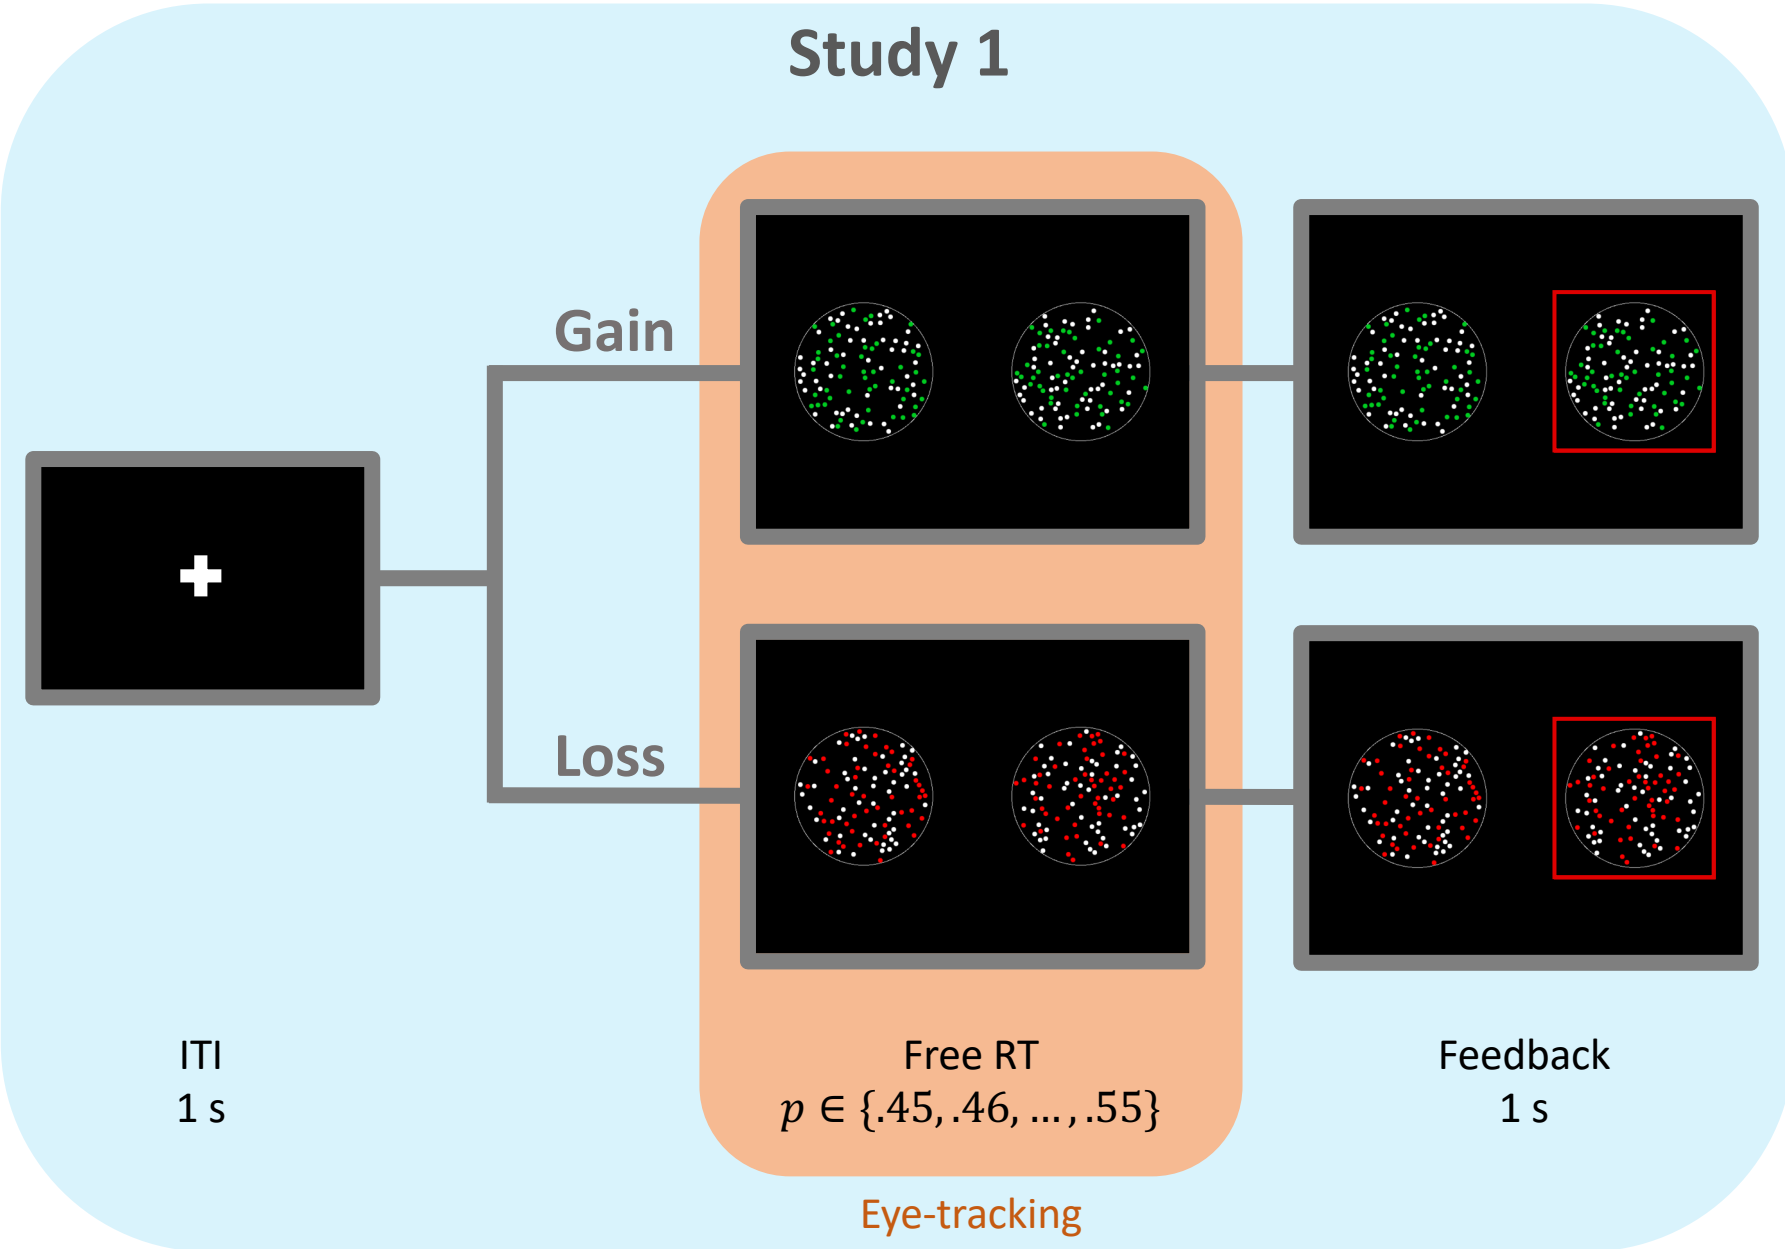 Study 1
Gain
Loss
ITI
1 s
Free RT
p ∈ {.45, .46, … , .55}
Feedback
1 s
Eye-tracking